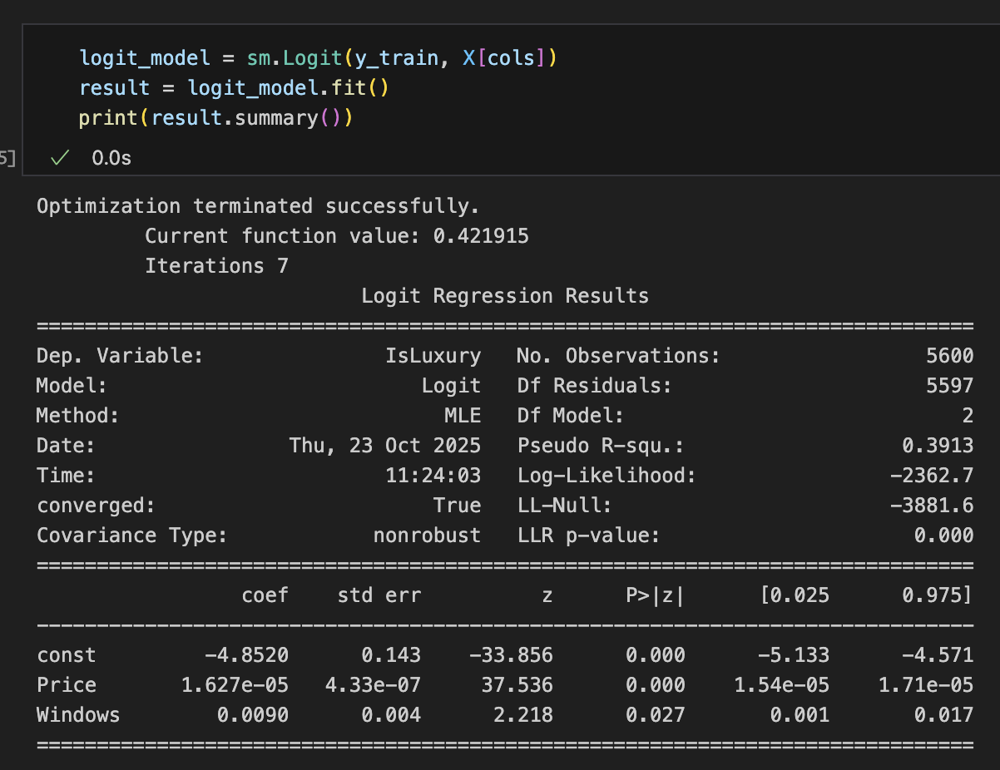 logit_model = sm.Logit(y_train, X[cols])
result = logit_model.fit()
print(result.summary())
5] ✓ 0.0s
Optimization terminated successfully.
         Current function value: 0.421915
         Iterations 7
                           Logit Regression Results
==============================================================================
Dep. Variable:               IsLuxury   No. Observations:                 5600
Model:                          Logit   Df Residuals:                     5597
Method:                           MLE   Df Model:                            2
Date:                Thu, 23 Oct 2025   Pseudo R-squ.:                  0.3913
Time:                        11:24:03   Log-Likelihood:                -2362.7
converged:                       True   LL-Null:                       -3881.6
Covariance Type:            nonrobust   LLR p-value:                     0.000
==============================================================================
                 coef    std err          z      P>|z|      [0.025      0.975]
------------------------------------------------------------------------------
const         -4.8520      0.143    -33.856      0.000      -5.133      -4.571
Price       1.627e-05   4.33e-07     37.536      0.000    1.54e-05    1.71e-05
Windows        0.0090      0.004      2.218      0.027       0.001       0.017
==============================================================================